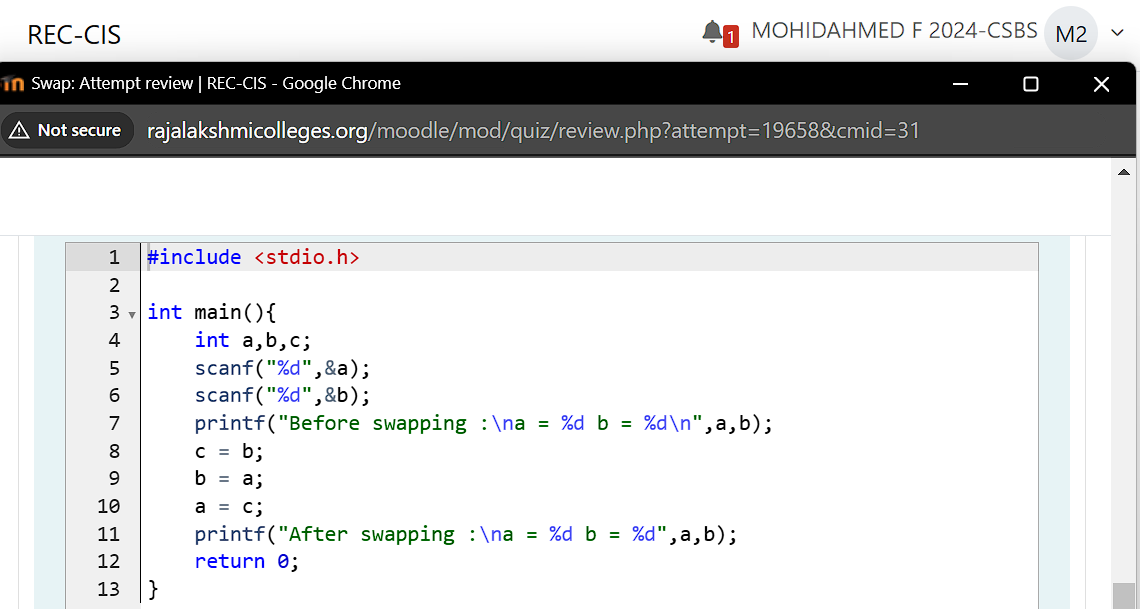 REC-CIS
1 MOHIDAHMED F 2024-CSBS M2
in Swap: Attempt review | REC-CIS - Google Chrome
Not secure rajalakshmicolleges.org/moodle/mod/quiz/review.php?attempt=19658&cmid=31
1 #include <stdio.h>
2
3 int main(){
4     int a,b,c;
5     scanf("%d",&a);
6     scanf("%d",&b);
7     printf("Before swapping :\na = %d b = %d\n",a,b);
8     c = b;
9     b = a;
10     a = c;
11     printf("After swapping :\na = %d b = %d",a,b);
12     return 0;
13 }